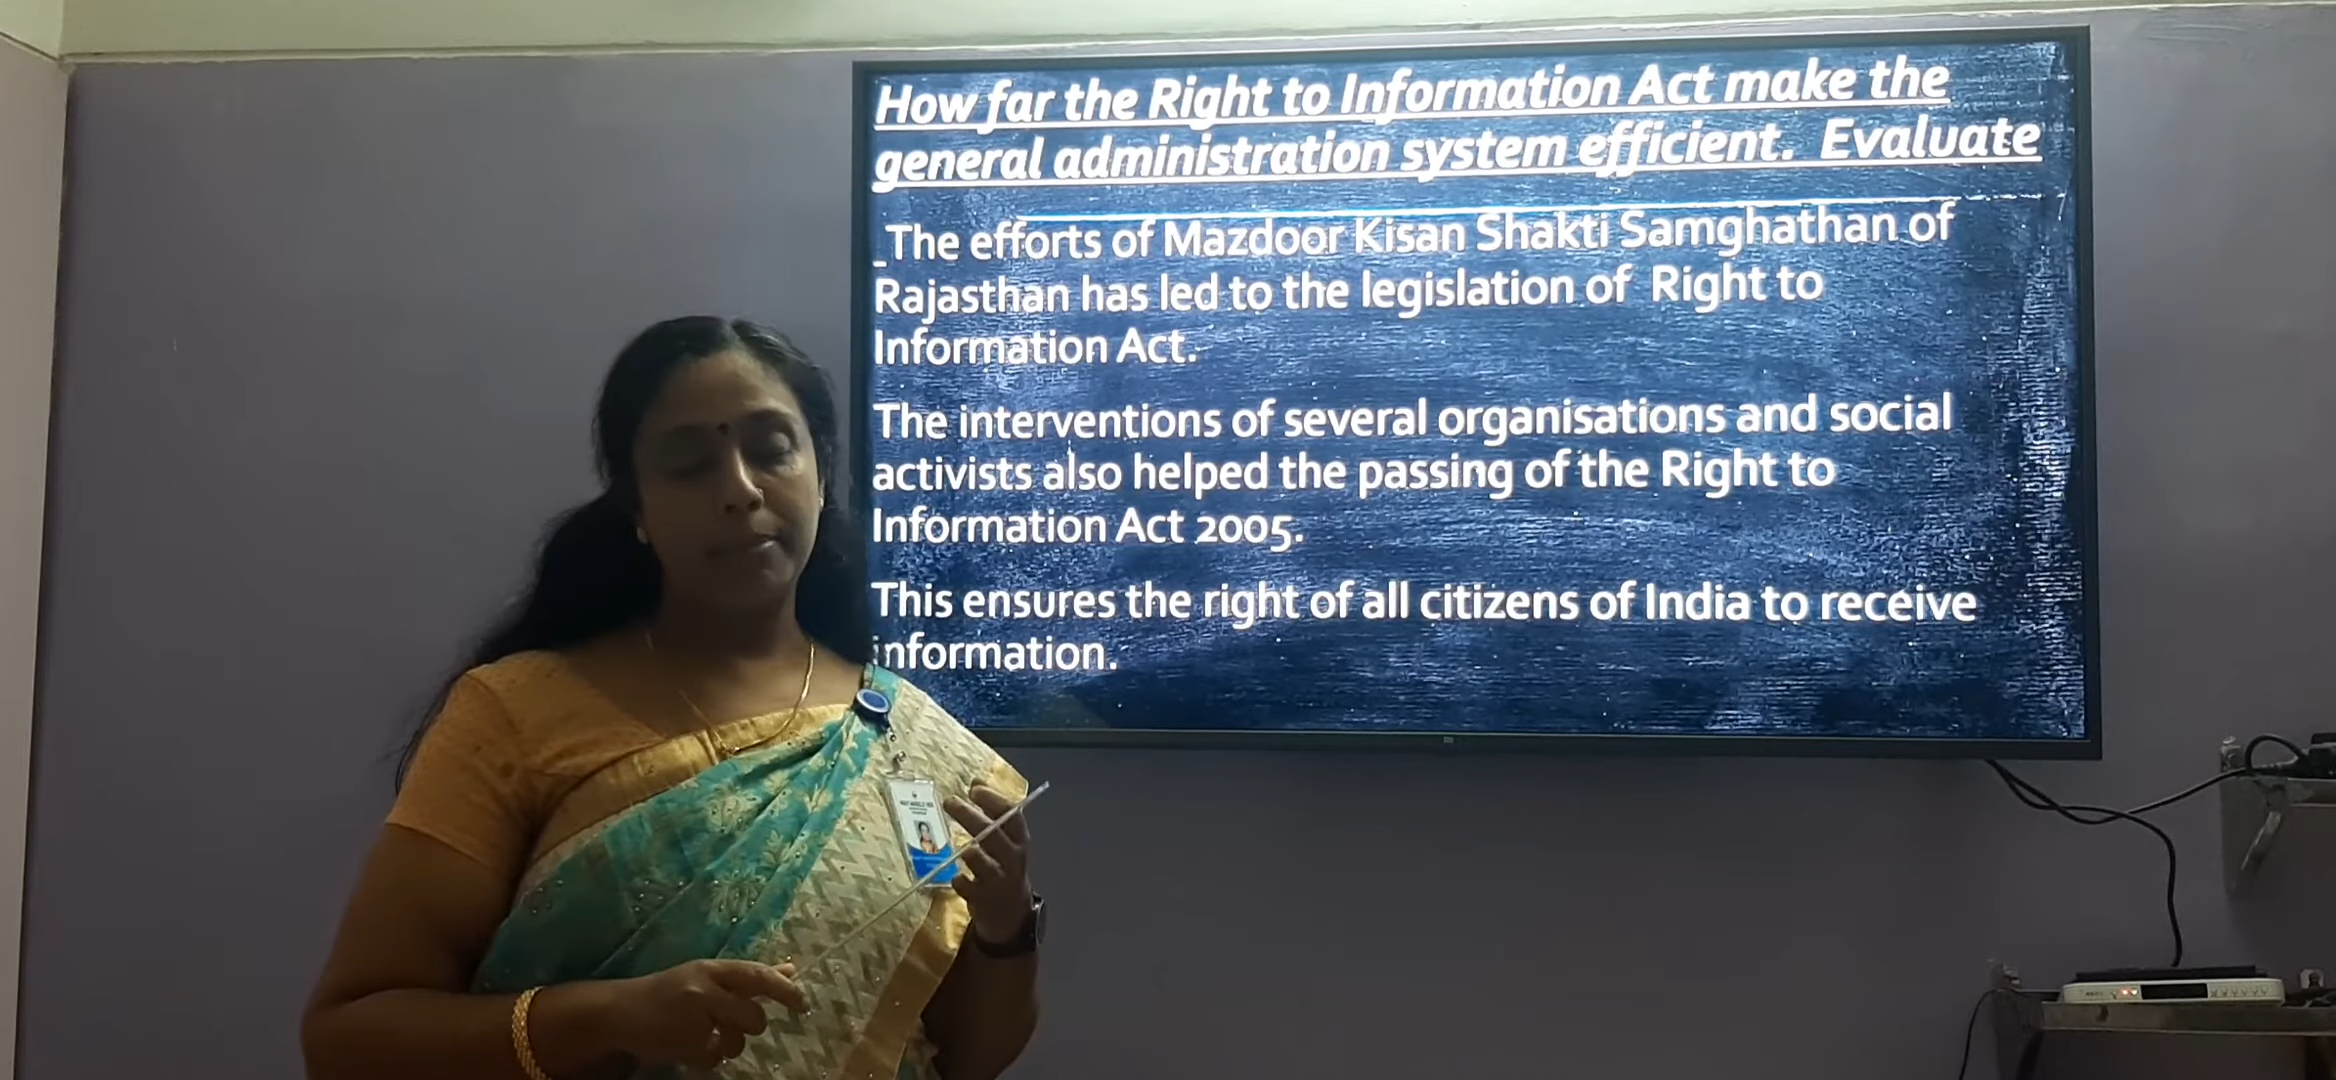 How far the Right to Information Act make the
general administration system efficient. Evaluate
_The efforts of Mazdoor Kisan Shakti Samghathan of
Rajasthan has led to the legislation of Right to
Information Act.
The interventions of several organisations and social
activists also helped the passing of the Right to
Information Act 2005.
This ensures the right of all citizens of India to receive
information.